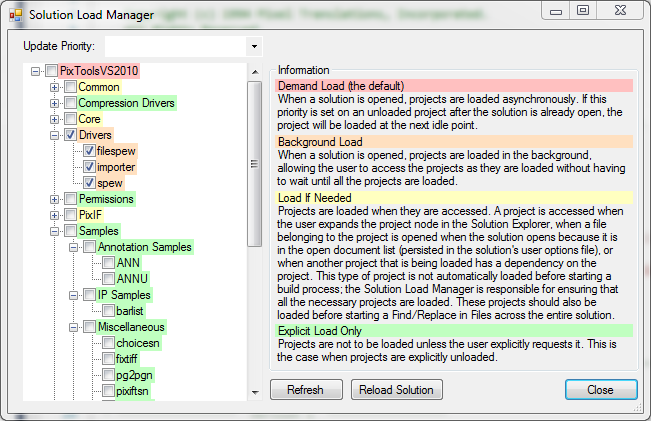 Solution Load Manager
Update Priority:
PixToolsVS2010
Common
Compression Drivers
Core
Drivers
filespew
importer
spew
Permissions
PixIF
Samples
Annotation Samples
ANN
ANNU
IP Samples
barlist
Miscellaneous
choicesn
fixtiff
pg2pgn
pixiftsn
Information
Demand Load (the default)
When a solution is opened, projects are loaded asynchronously. If this
priority is set on an unloaded project after the solution is already open, the
project will be loaded at the next idle point.
Background Load
When a solution is opened, projects are loaded in the background,
allowing the user to access the projects as they are loaded without having
to wait until all the projects are loaded.
Load If Needed
Projects are loaded when they are accessed. A project is accessed when
the user expands the project node in the Solution Explorer, when a file
belonging to the project is opened when the solution opens because it is
in the open document list (persisted in the solution's user options file), or
when another project that is being loaded has a dependency on the
project. This type of project is not automatically loaded before starting a
build process; the Solution Load Manager is responsible for ensuring that
all the necessary projects are loaded. These projects should also be
loaded before starting a Find/Replace in Files across the entire solution.
Explicit Load Only
Projects are not to be loaded unless the user explicitly requests it. This is
the case when projects are explicitly unloaded.
Refresh
Reload Solution
Close